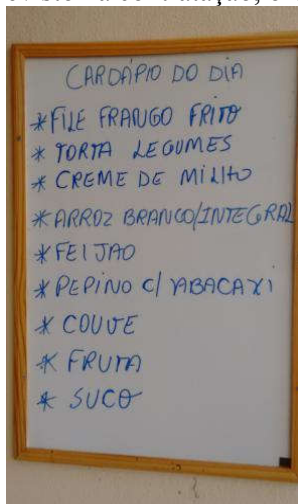 CARDÁPIO DO DIA
*FILE FRANGO FRITO
* TORTA LEGUMES
* CREME DE MILHO
*ARROZ BRANCO/INTEGRAL
*FEIJAO
*PEPINO C/ ABACAXI
* COUVE
* FRUTA
* SUCO